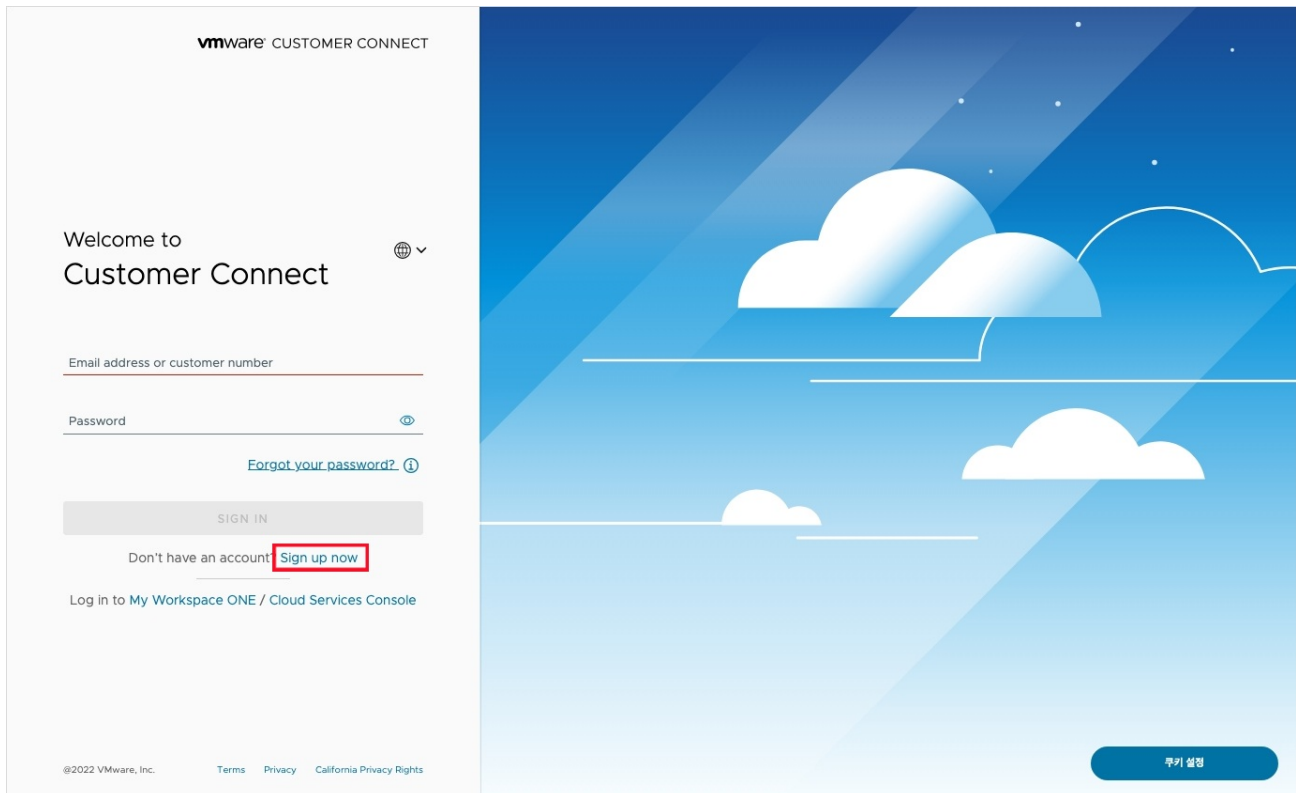 vmware® CUSTOMER CONNECT
Welcome to
Customer Connect
Email address or customer number
Password
Forgot your password?
SIGN IN
Don't have an account? Sign up now
Log in to My Workspace ONE / Cloud Services Console
@2022 VMware, Inc. Terms Privacy California Privacy Rights
쿠키 설정